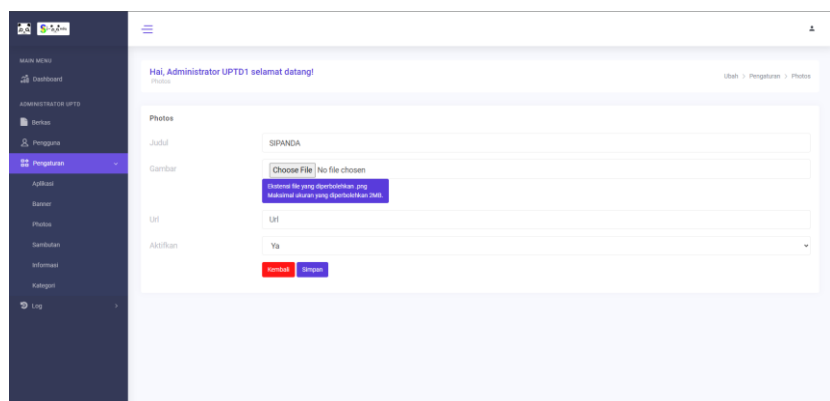 MAIN MENU
Dashboard
ADMINISTRATOR UPTD
Berkas
Pengguna
Pengaturan
Aplikasi
Banner
Photos
Sambutan
Informasi
Kategori
Log
Hai, Administrator UPTD1 selamat datang!
Photos
Ubah > Pengaturan > Photos
Photos
Judul
SIPANDA
Gambar
Choose File No file chosen
Ekstensi file yang diperbolehkan .png
Maksimal ukuran yang diperbolehkan 2MB.
Url
Url
Aktifkan
Ya
Kembali
Simpan